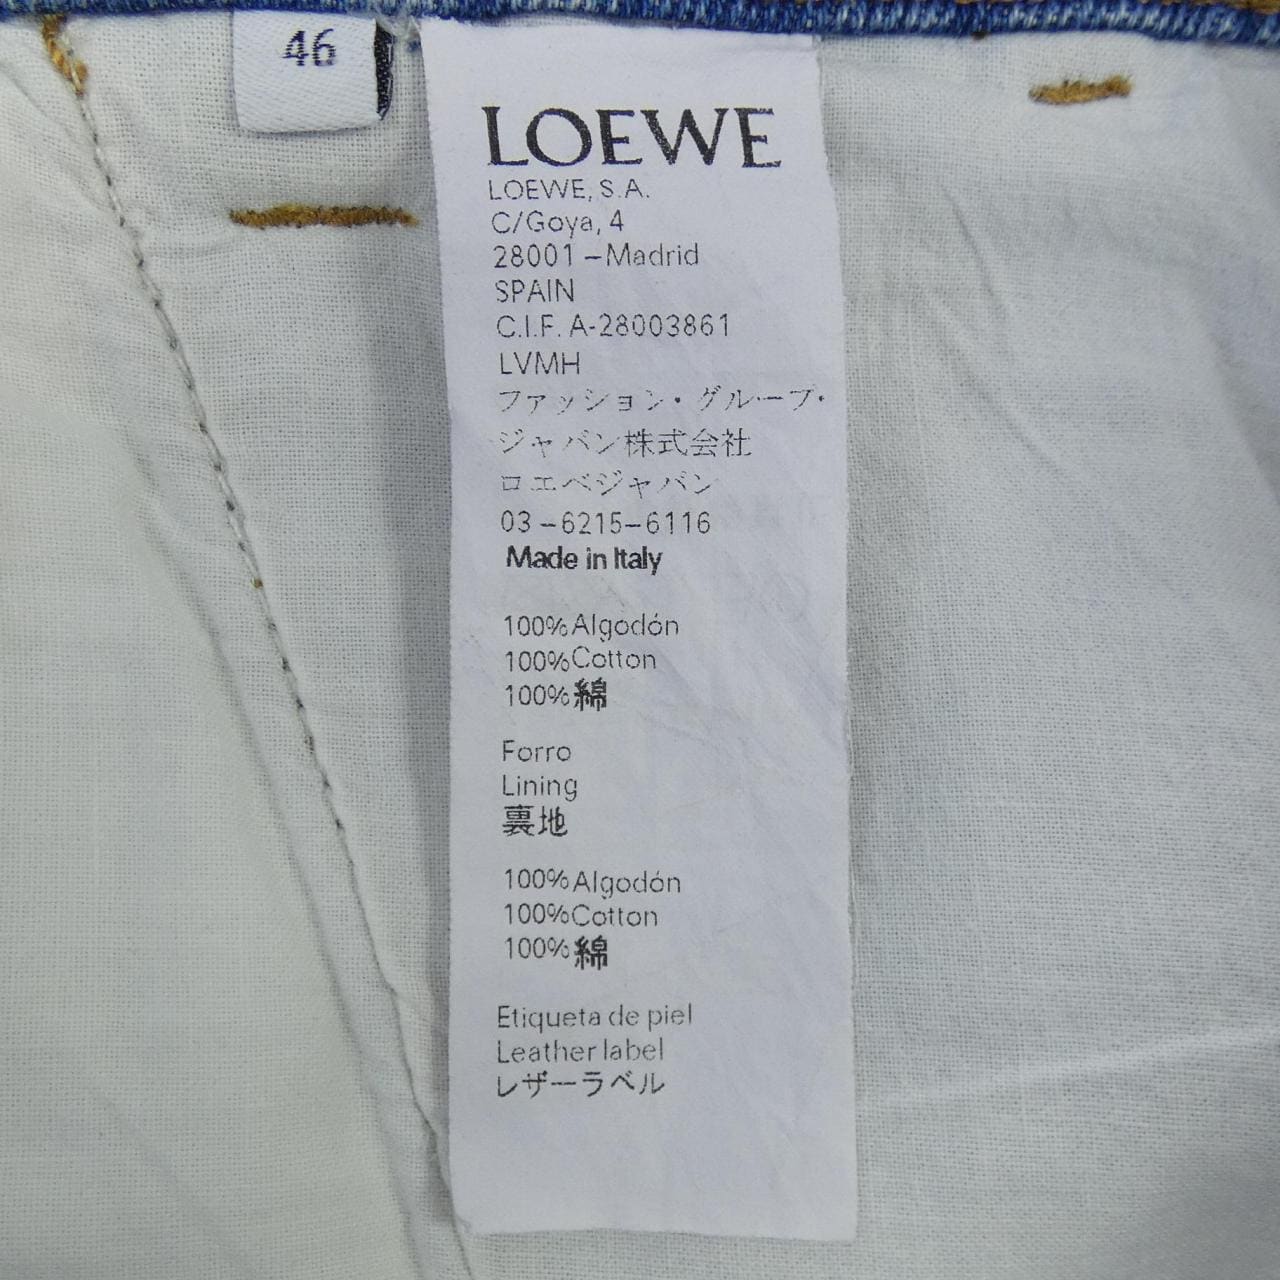 46
LOEWE
LOEWE, S.A.
C/Goya, 4
28001 –Madrid
SPAIN
C.I.F. A-28003861
LVMH
ファッション・グループ・
ジャパン株式会社
ロエベジャパン
03 –6215–6116
Made in Italy
100%Algodón
100%Cotton
100%綿
Forro
Lining
裏地
100%Algodón
100%Cotton
100%綿
Etiqueta de piel
Leather label
レザーラベル